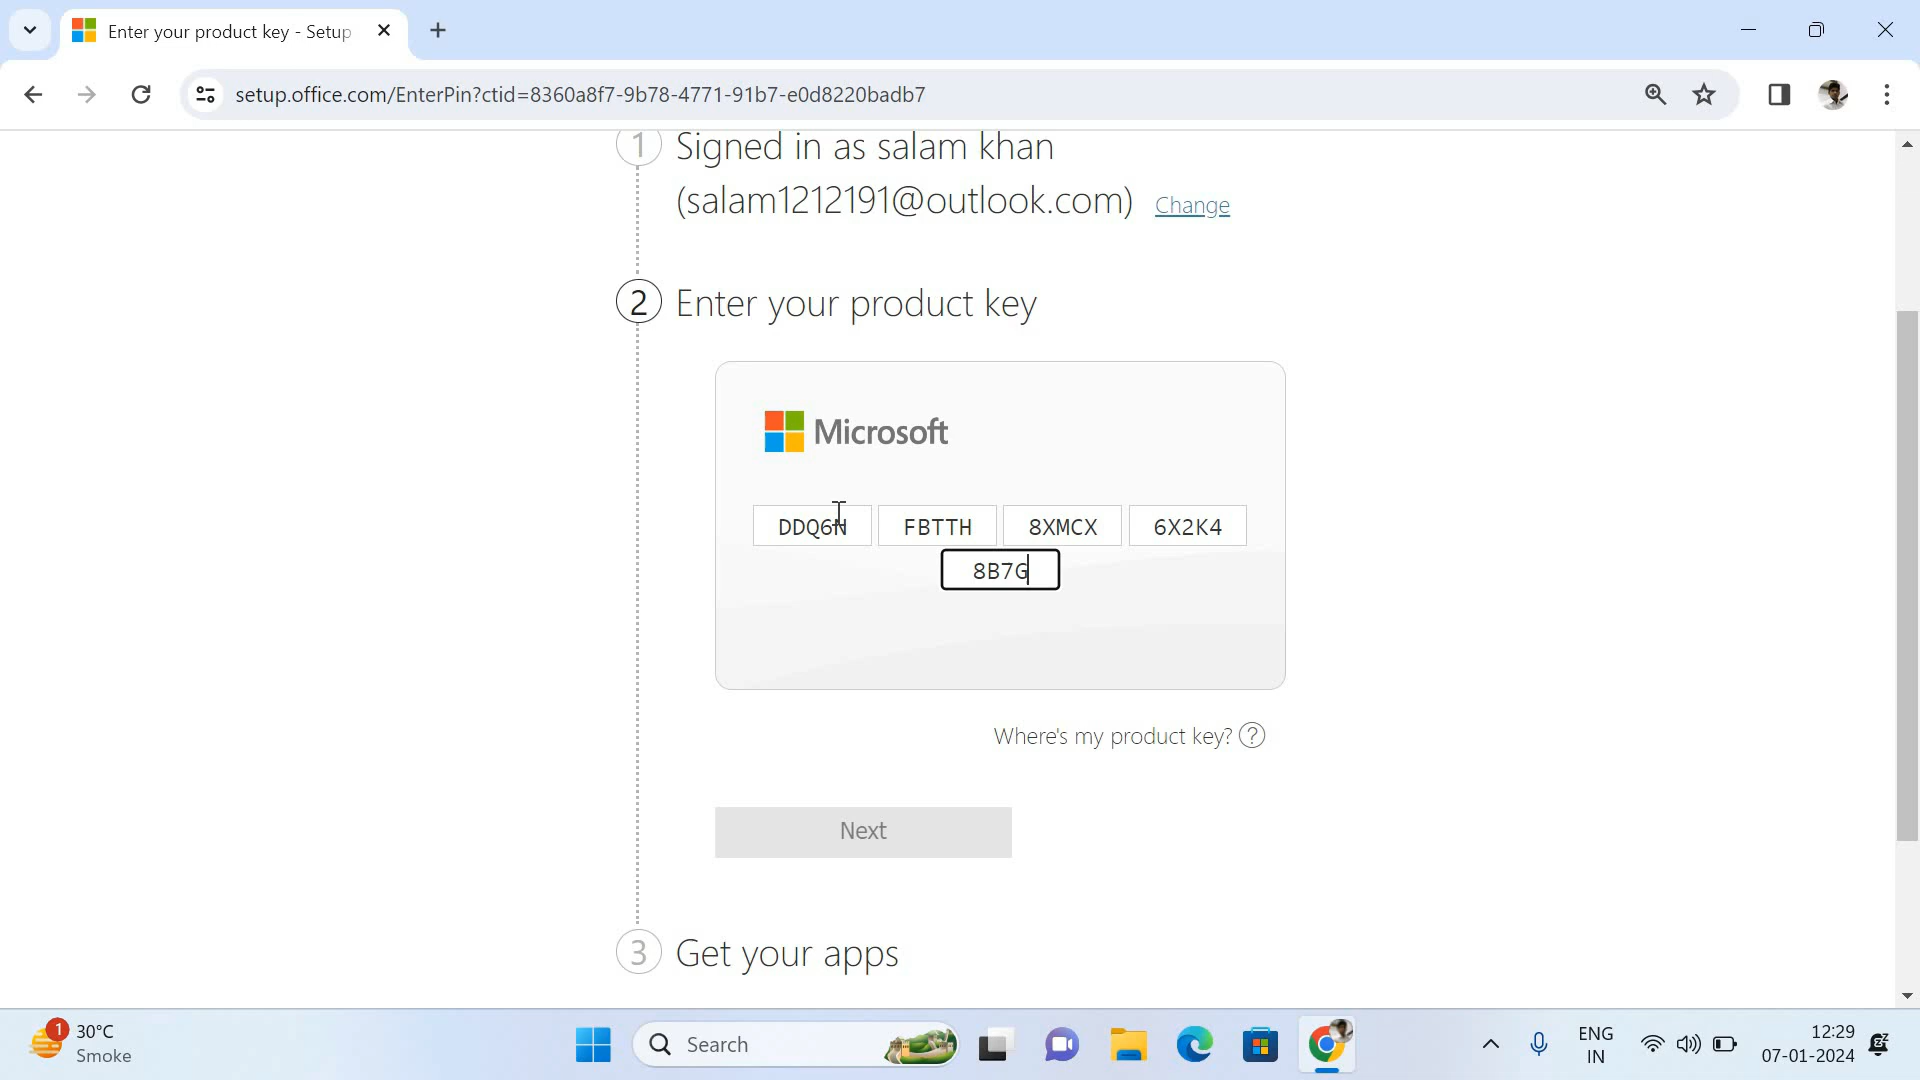 Enter your product key - Setup
setup.office.com/EnterPin?ctid=8360a8f7-9b78-4771-91b7-e0d8220badb7
1 Signed in as salam khan
(salam1212191@outlook.com) Change
2 Enter your product key
Microsoft
DDQ6N FBTTH 8XMCX 6X2K4
8B7G
Where's my product key? ?
Next
3 Get your apps
1 30°C
Smoke
Search
ENG
IN
12:29
07-01-2024